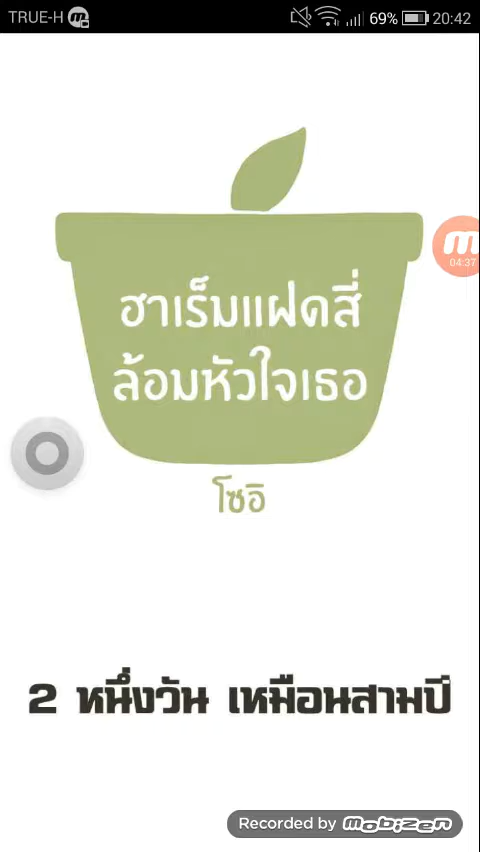 TRUE-H
69%
20:42
ฮาเร็มแฝดสี่
ล้อมหัวใจเธอ
04:37
โซอิ
2 หนึ่งวัน เหมือนสามปี
Recorded by mobizen